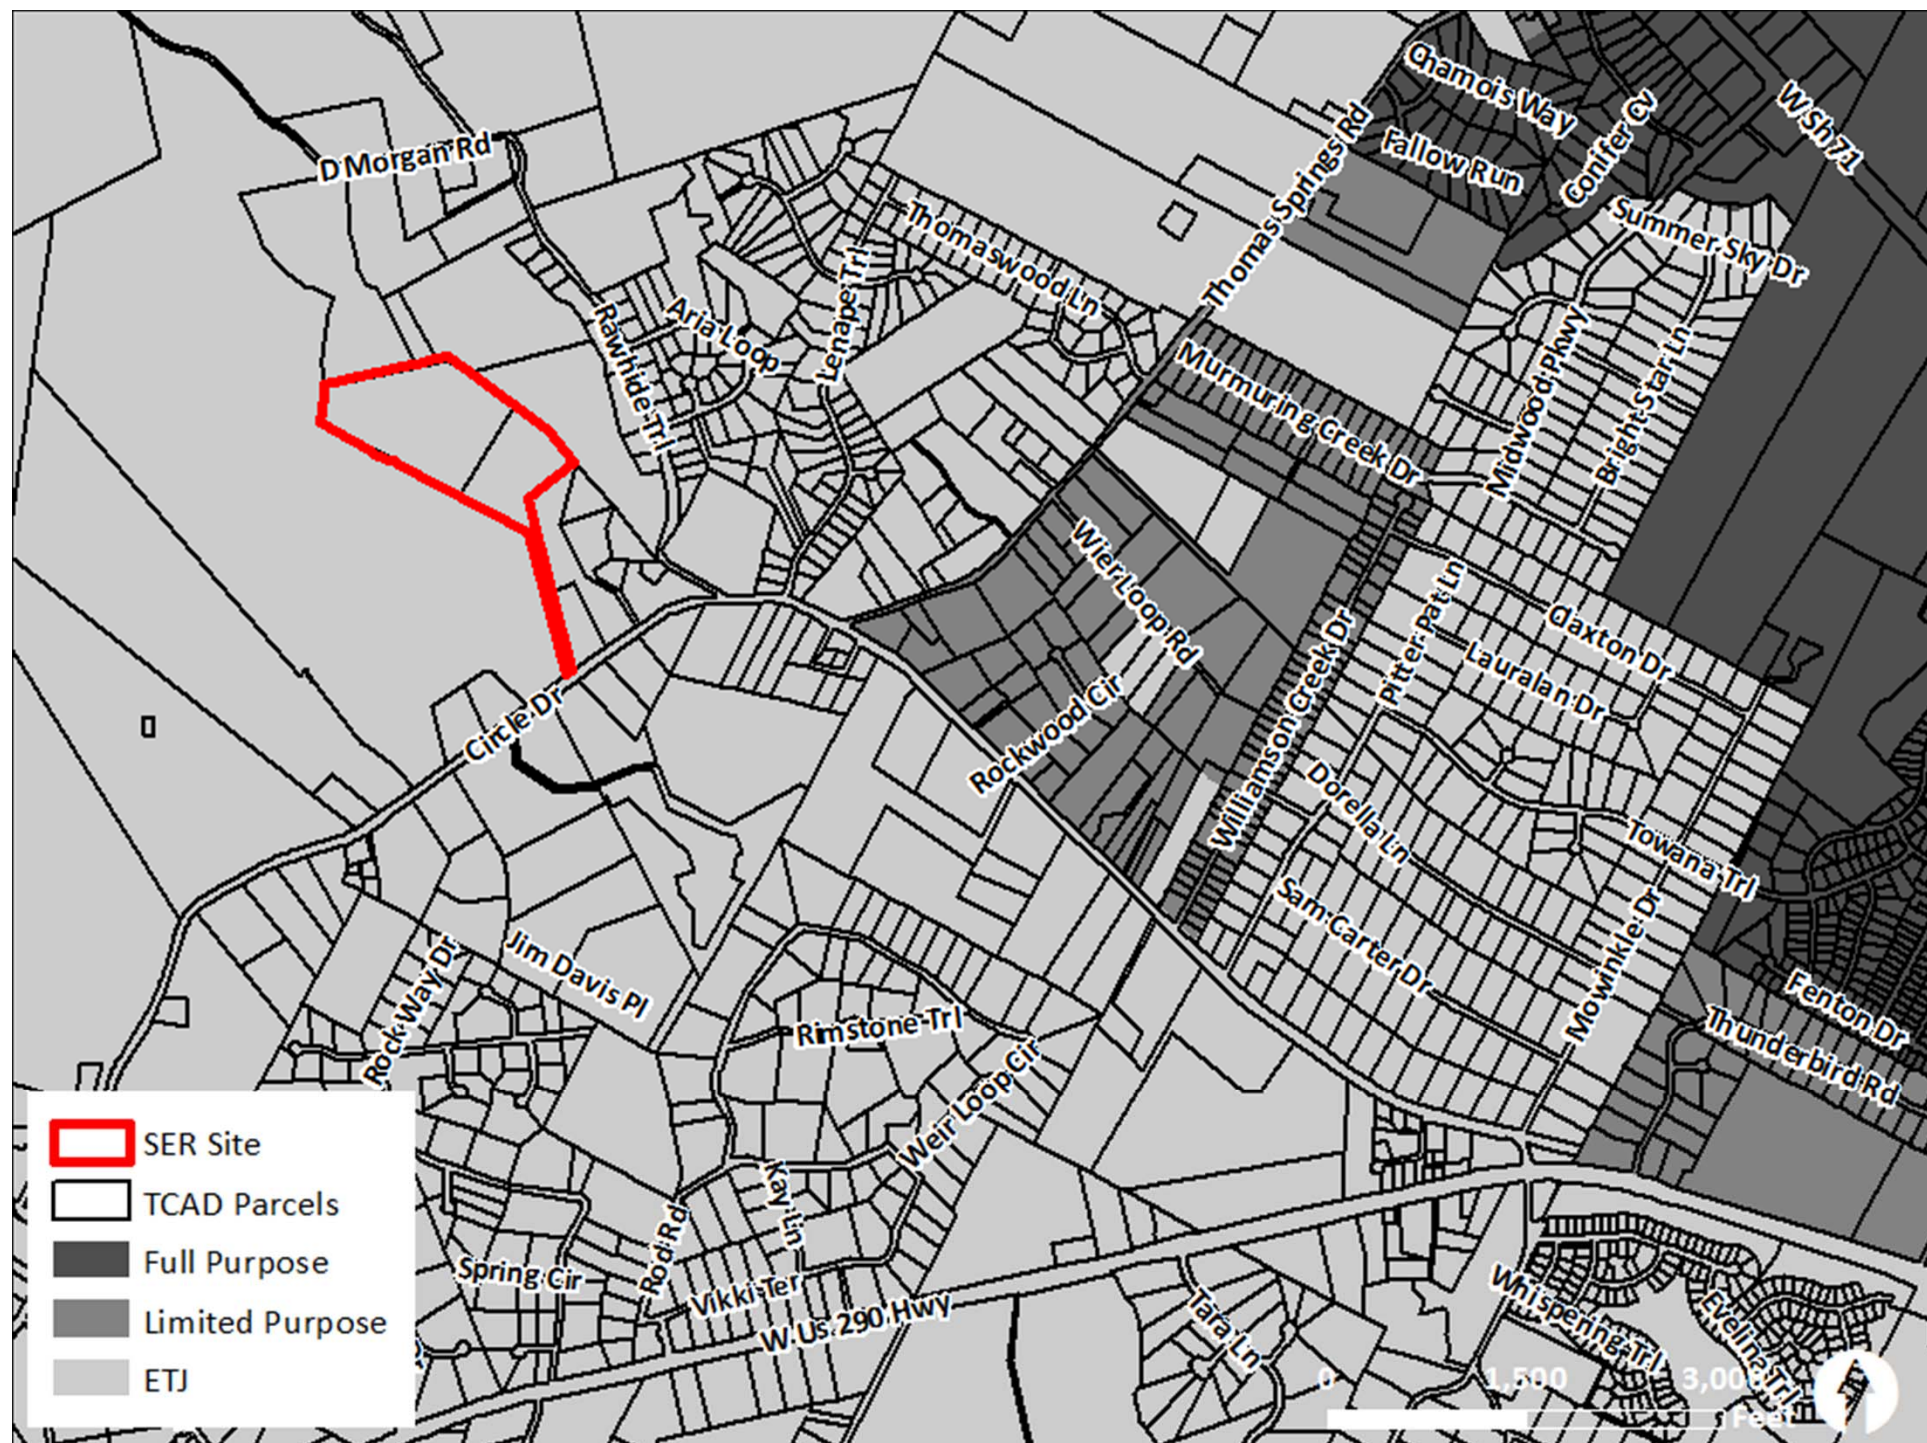 Chamois Way
W Sh 71
Conifer Cv
Fallow Run
D Morgan Rd
Thomas Springs Rd
Summer Sky Dr
Thomaswood Ln
Lenape Trl
Aria Loop
Rawhide Trl
Murmuring Creek Dr
Midwood Pkwy
Bright Star Ln
Wier Loop Rd
Pitter Pat Ln
Claxton Dr
Lauralan Dr
Williamson Creek Dr
Circle Dr
Rockwood Cir
Dorella Ln
Towana Trl
Sam Carter Dr
Mowinkle Dr
Rock Way Dr
Jim Davis Pl
Rimstone Trl
Fenton Dr
Thunderbird Rd
Weir Loop Cir
Kay Ln
Rod Rd
Spring Cir
Vikki Ter
W Us 290 Hwy
Tara Ln
Whispering Trl
Evelina Trl
SER Site
TCAD Parcels
Full Purpose
Limited Purpose
ETJ
0 1,500 3,000
Feet